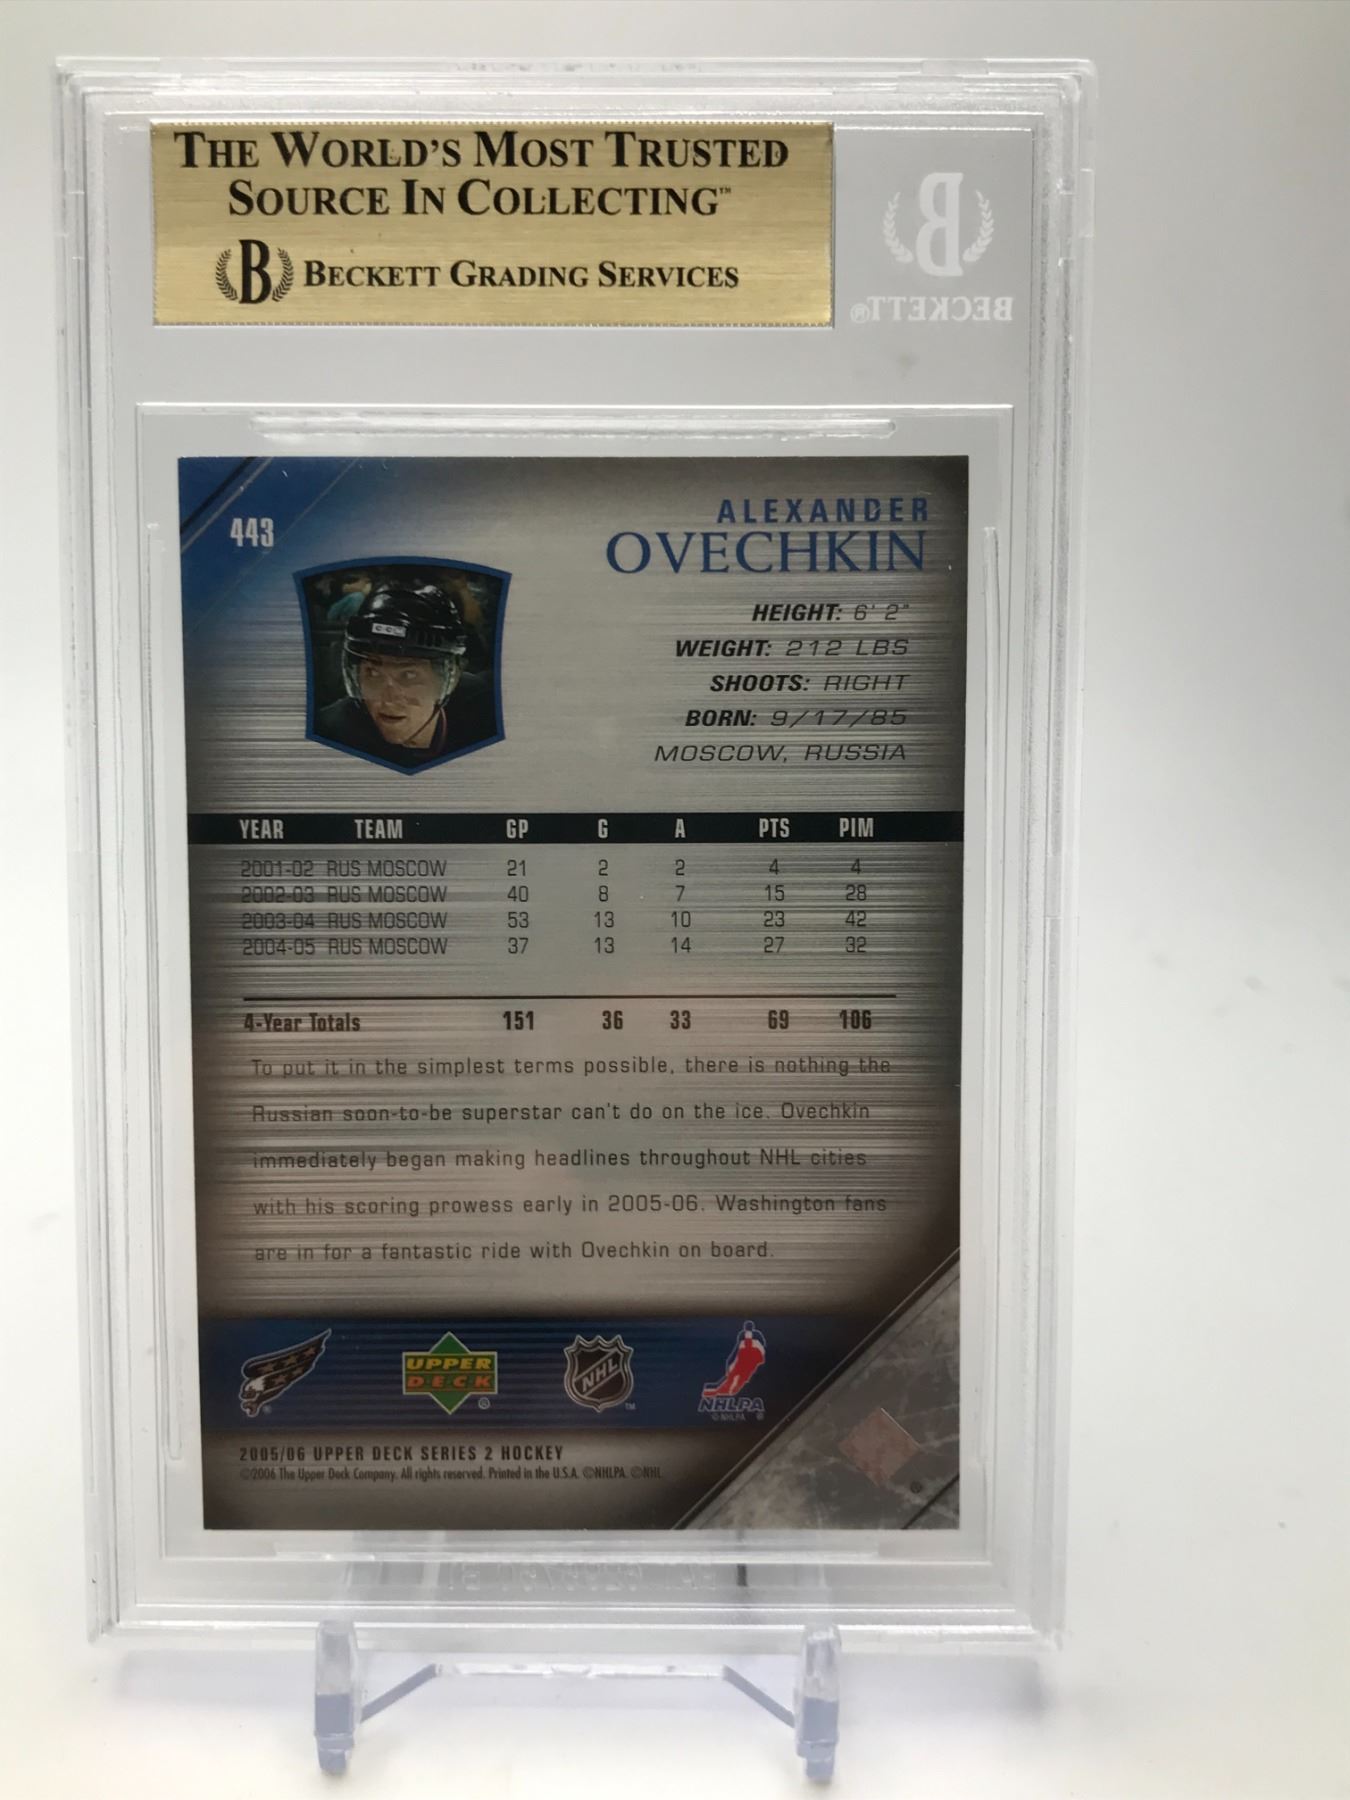 THE WORLD'S MOST TRUSTED
SOURCE IN COLLECTING™
B BECKETT GRADING SERVICES
B
BECKETT®
443
ALEXANDER
OVECHKIN
HEIGHT: 6' 2"
WEIGHT: 212 LBS
SHOOTS: RIGHT
BORN: 9/17/85
MOSCOW, RUSSIA
CCM
YEAR TEAM GP G A PTS PIM
2001-02 RUS MOSCOW 21 2 2 4 4
2002-03 RUS MOSCOW 40 8 7 15 28
2003-04 RUS MOSCOW 53 13 10 23 42
2004-05 RUS MOSCOW 37 13 14 27 32
4-Year Totals 151 36 33 69 106
To put it in the simplest terms possible, there is nothing the
Russian soon-to-be superstar can't do on the ice. Ovechkin
immediately began making headlines throughout NHL cities
with his scoring prowess early in 2005-06. Washington fans
are in for a fantastic ride with Ovechkin on board.
®
UPPER
DECK
®
NHL
™
NHLPA
©NHLPA ®
2005/06 UPPER DECK SERIES 2 HOCKEY
©2006 The Upper Deck Company. All rights reserved. Printed in the U.S.A. ©NHLPA. ©NHL
®